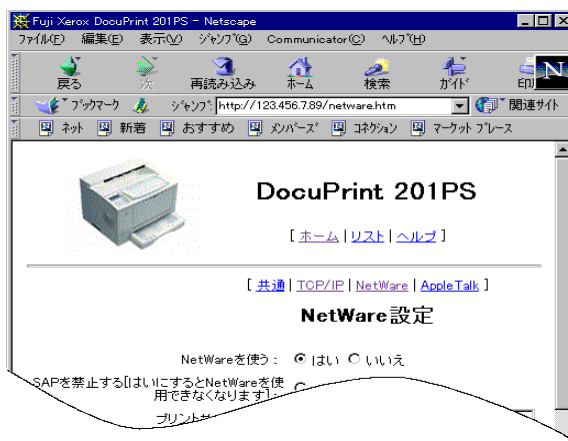 Fuji Xerox DocuPrint 201PS - Netscape
ファイル(F) 編集(E) 表示(V) ジャンプ(G) Communicator(C) ヘルプ(H)
戻る 次 再読み込み ホーム 検索 ガイド 印 N
ブックマーク ジャンプ: http://123.456.7.89/netware.htm 関連サイト
ネット 新着 おすすめ メンバーズ コネクション マーケットプレース
DocuPrint 201PS
[ ホーム | リスト | ヘルプ ]
[ 共通 | TCP/IP | NetWare | AppleTalk ]
NetWare設定
NetWareを使う: はい いいえ
SAPを禁止する[はいにするとNetWareを使
用できなくなります]:
プリント